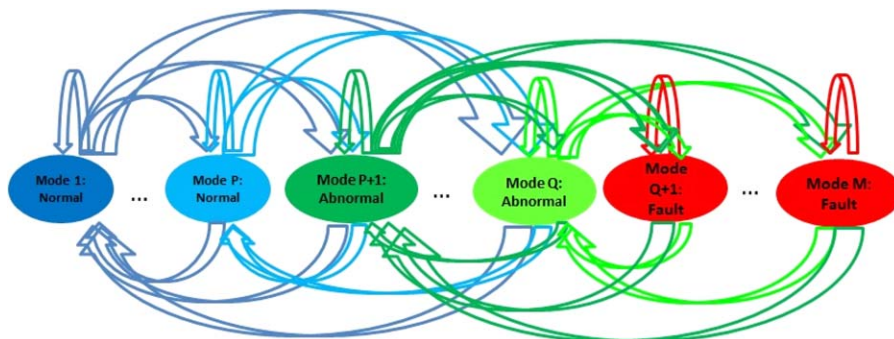 Mode 1:
Normal
...
Mode P:
Normal
Mode P+1:
Abnormal
...
Mode Q:
Abnormal
Mode
Q+1:
Fault
...
Mode M:
Fault